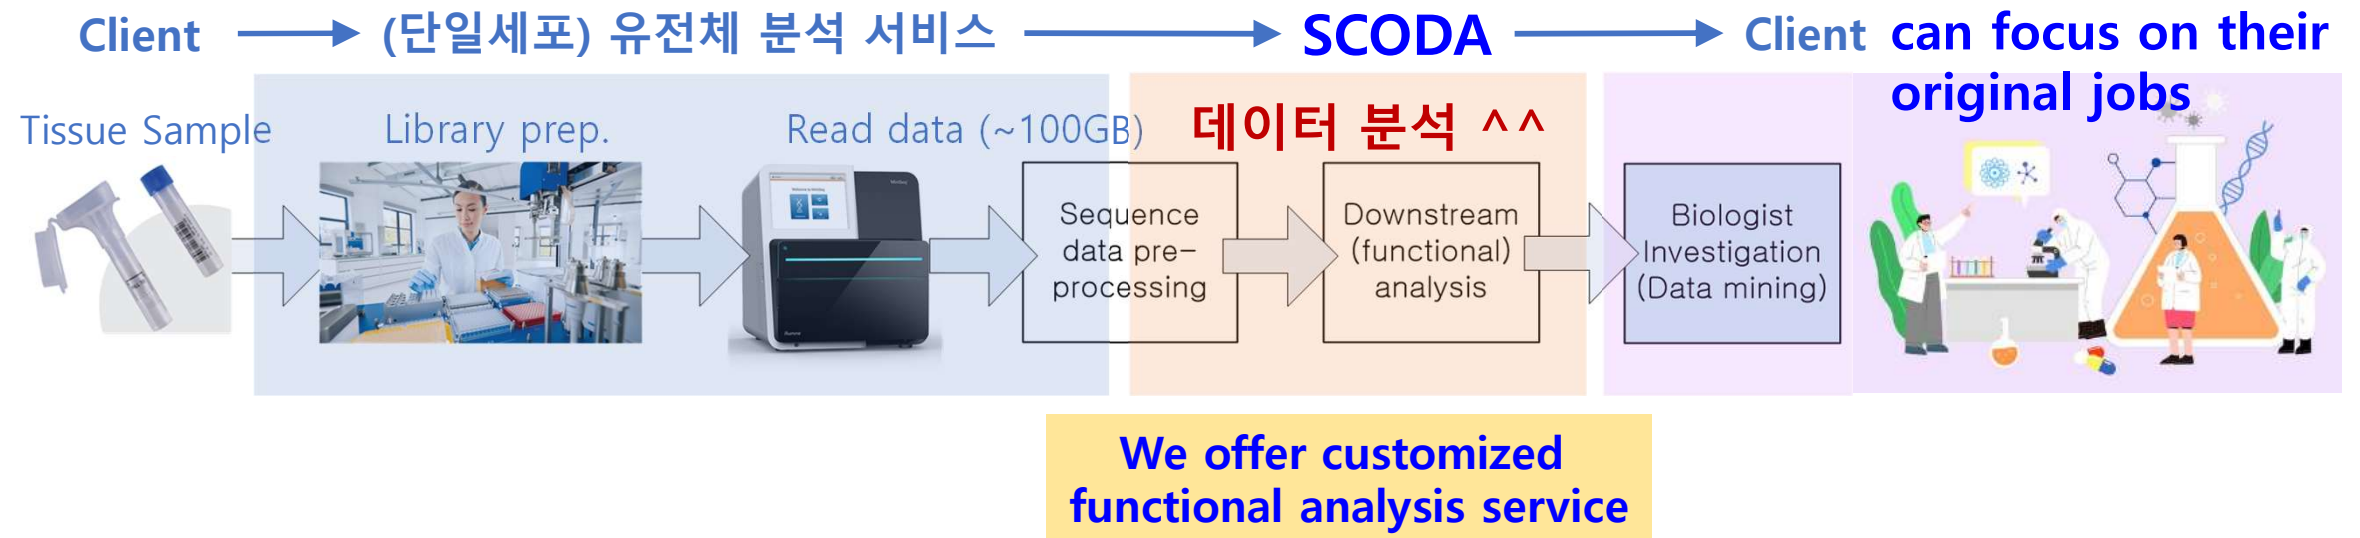 Client → (단일세포) 유전체 분석 서비스 → SCODA → Client can focus on their
original jobs
Tissue Sample
Library prep.
Read data (~100GB)
데이터 분석 ^^
Sequence
data pre-
processing
Downstream
(functional)
analysis
Biologist
Investigation
(Data mining)
We offer customized
functional analysis service